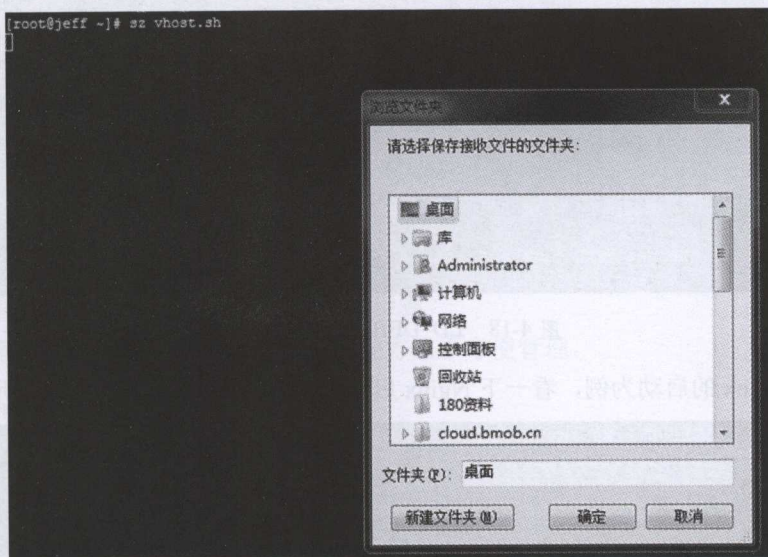 [root@jeff ~]# sz vhost.sh
浏览文件夹
x
请选择保存接收文件的文件夹:
桌面
库
Administrator
计算机
网络
控制面板
回收站
180资料
cloud.bmob.cn
文件夹(F): 桌面
新建文件夹(M)
确定
取消